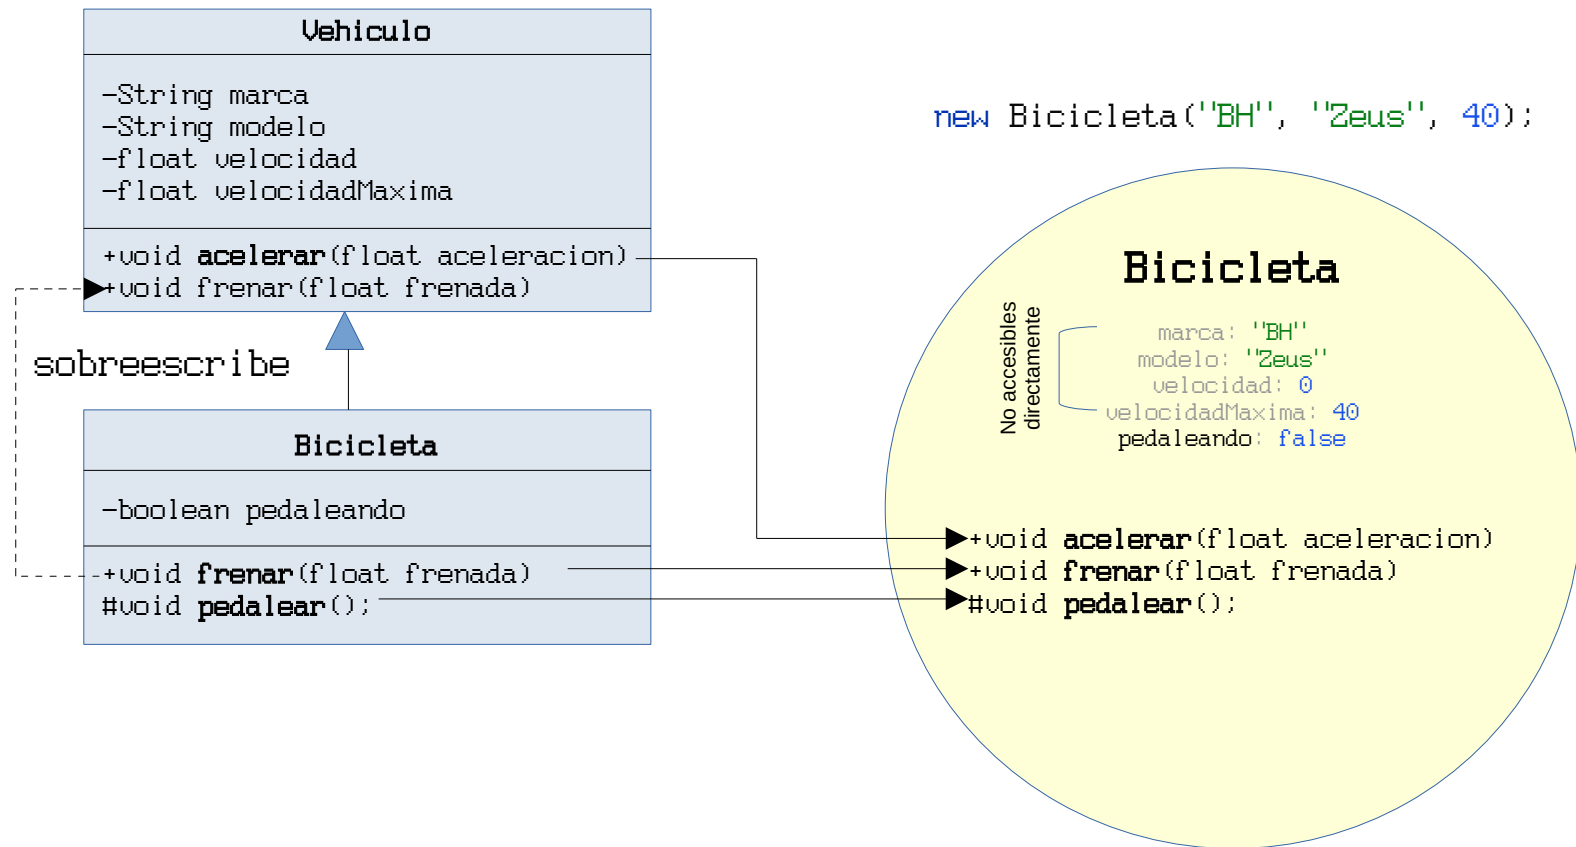 Vehiculo
-String marca
-String modelo
-float velocidad
-float velocidadMaxima
+void acelerar(float aceleracion)
+void frenar(float frenada)
sobreescribe
Bicicleta
-boolean pedaleando
+void frenar(float frenada)
#void pedalear();
new Bicicleta("BH", "Zeus", 40);
Bicicleta
No accesibles
directamente
marca: "BH"
modelo: "Zeus"
velocidad: 0
velocidadMaxima: 40
pedaleando: false
+void acelerar(float aceleracion)
+void frenar(float frenada)
#void pedalear();